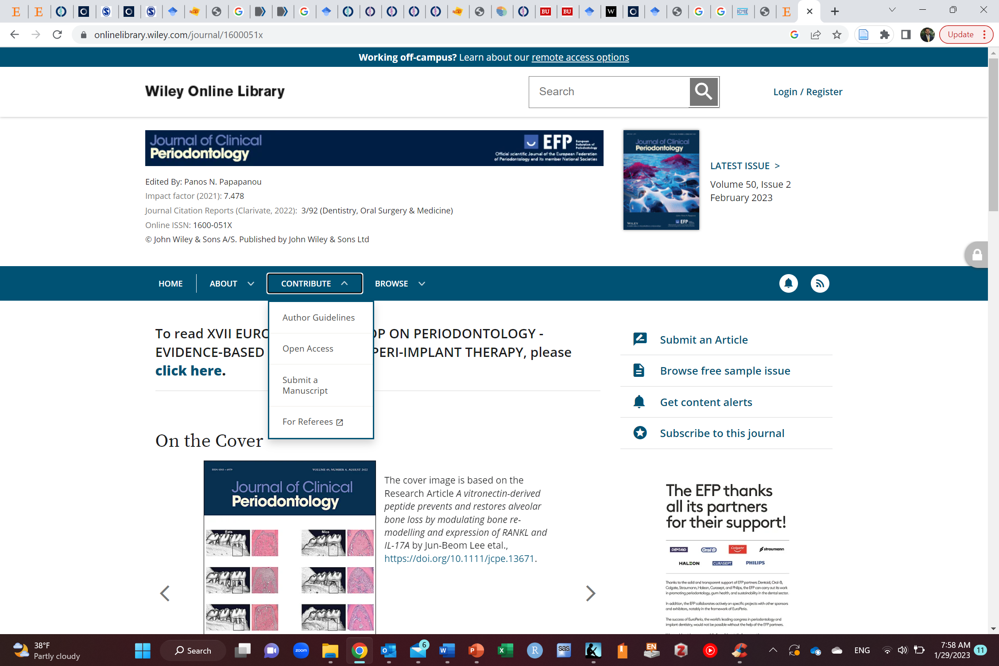 onlinelibrary.wiley.com/journal/1600051x
Update
Working off-campus? Learn about our remote access options
Wiley Online Library
Search
Login / Register
Journal of Clinical
Periodontology
EFP
European
Federation of
Periodontology
Official scientific Journal of the European Federation
of Periodontology and its member National Societies
Edited By: Panos N. Papapanou
Impact factor (2021): 7.478
Journal Citation Reports (Clarivate, 2022): 3/92 (Dentistry, Oral Surgery & Medicine)
Online ISSN: 1600-051X
© John Wiley & Sons A/S. Published by John Wiley & Sons Ltd
Journal of Clinical
Periodontology
WILEY
EFP
LATEST ISSUE >
Volume 50, Issue 2
February 2023
HOME
ABOUT
CONTRIBUTE
BROWSE
Author Guidelines
Open Access
Submit a
Manuscript
For Referees
To read XVII EURO OP ON PERIODONTOLOGY -
EVIDENCE-BASED PERI-IMPLANT THERAPY, please
click here.
Submit an Article
Browse free sample issue
Get content alerts
Subscribe to this journal
On the Cover
ISSN 0303 - 6979
VOLUME 49, NUMBER 8, AUGUST 2022
Journal of Clinical
Periodontology
Rats
Mice
The cover image is based on the
Research Article A vitronectin-derived
peptide prevents and restores alveolar
bone loss by modulating bone re-
modelling and expression of RANKL and
IL-17A by Jun-Beom Lee etal.,
https://doi.org/10.1111/jcpe.13671.
The EFP thanks
all its partners
for their support!
DENTAID
Oral-B
Colgate
straumann
HALEON
CURASEPT
PHILIPS
Thanks to the solid and transparent support of EFP partners Dentaid, Oral-B,
Colgate, Straumann, Haleon, Curasept, and Philips, the EFP can carry out its work
in promoting periodontology, gum health, and sustainability in the dental sector.
In addition, the EFP collaborates actively on specific projects with other sponsors
and exhibitors, notably in the framework of EuroPerio.
The success of EuroPerio, the world's leading congress in periodontology and
implant dentistry, would not be possible without the help of the EFP partners.
38°F
Partly cloudy
Search
zoom
6
sas
EN
ENG
7:58 AM
1/29/2023
11